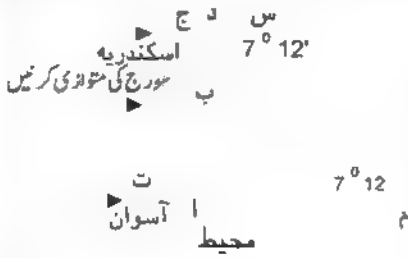 س د ج
7° 12' اسکندریہ
سورج کی متوازی کرنیں
ب
7° 12 ت
ا آسوان
م
محیط